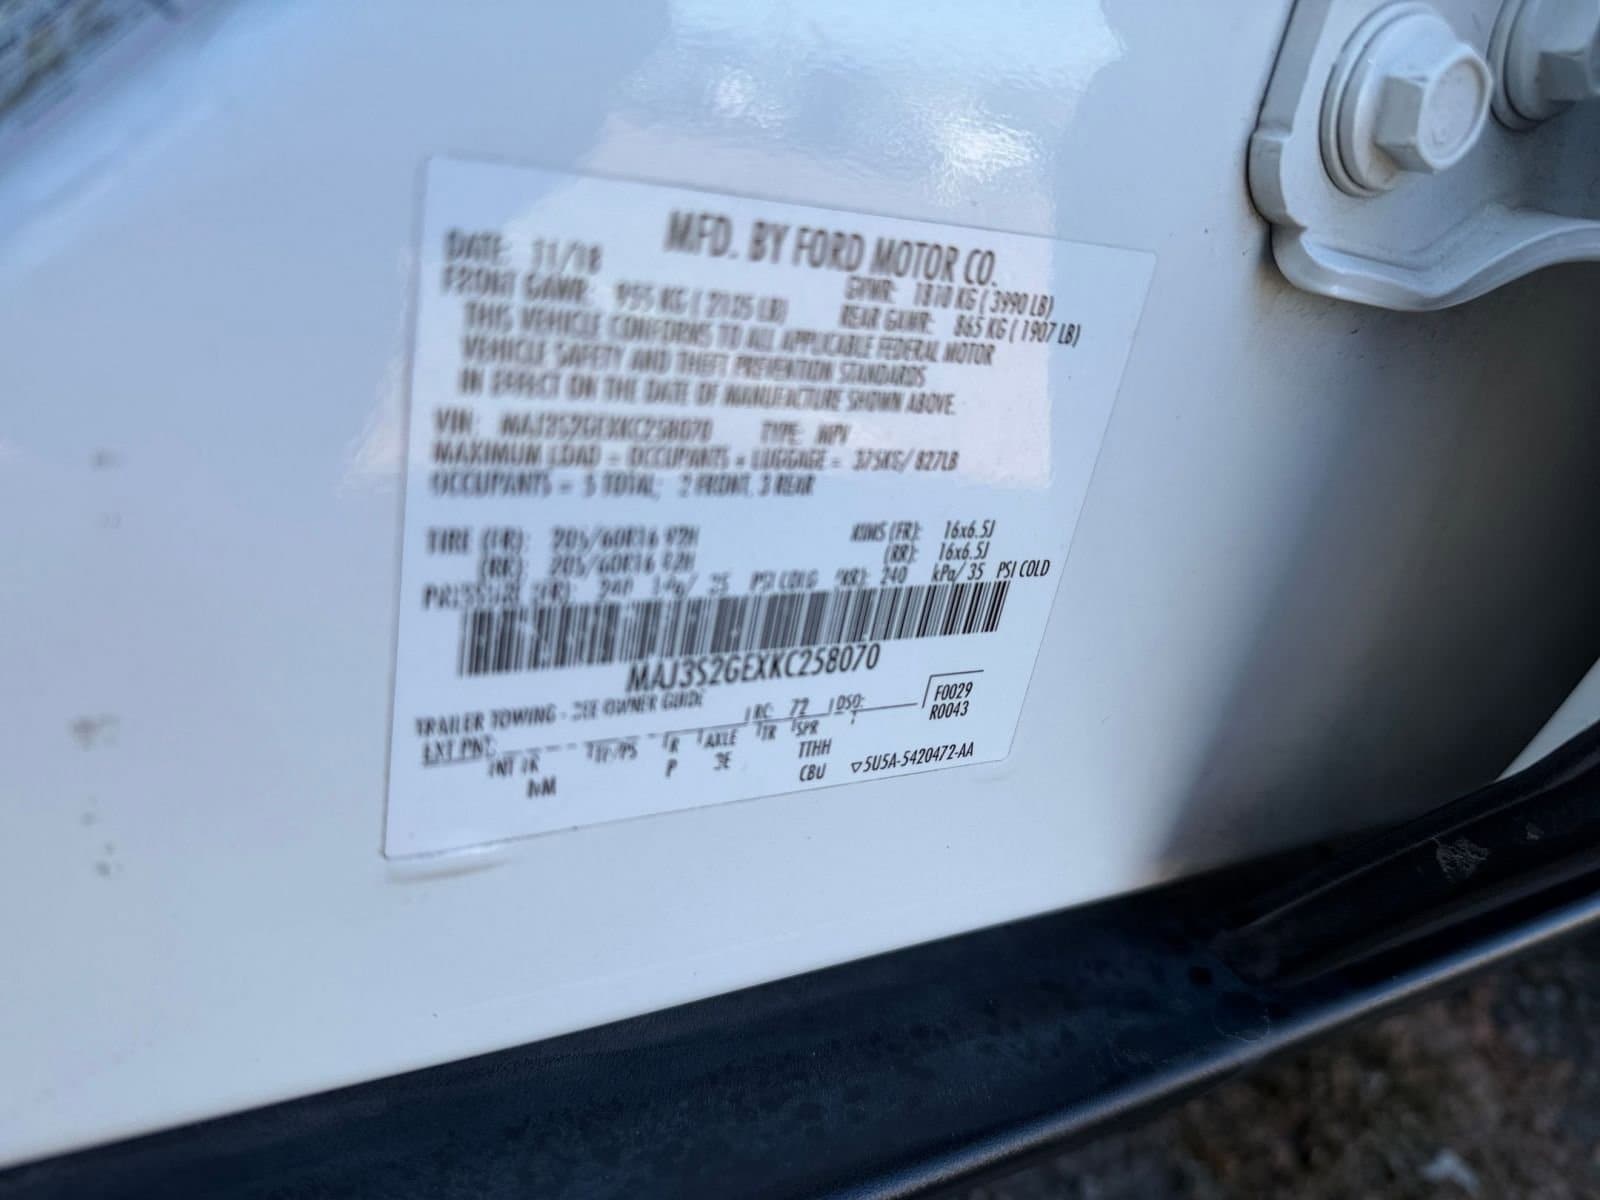 MFD. BY FORD MOTOR CO.
DATE: 11/18 GVWR: 1810 KG ( 3990 LB)
FRONT GAWR: 955 KG ( 2105 LB) REAR GAWR: 865 KG ( 1907 LB)
THIS VEHICLE CONFORMS TO ALL APPLICABLE FEDERAL MOTOR
VEHICLE SAFETY AND THEFT PREVENTION STANDARDS
IN EFFECT ON THE DATE OF MANUFACTURE SHOWN ABOVE.
VIN: MAJ3S2GEXKC258070 TYPE: MPV
MAXIMUM LOAD = OCCUPANTS + LUGGAGE = 375KG/ 827LB
OCCUPANTS = 5 TOTAL; 2 FRONT, 3 REAR
TIRE (FR): 205/60R16 92H RIMS (FR): 16x6.5J
(RR): 205/60R16 92H (RR): 16x6.5J
PRESSURE (FR): 240 kPa/ 35 PSI COLD (RR): 240 kPa/ 35 PSI COLD
MAJ3S2GEXKC258070
TRAILER TOWING - SEE OWNER GUIDE
RC: 72 DSO: F0029
R0043
EXT PNT:
INT TR TP/PS R AXLE TR SPR
P 3E TTHH
CBU ▽5U5A-5420472-AA